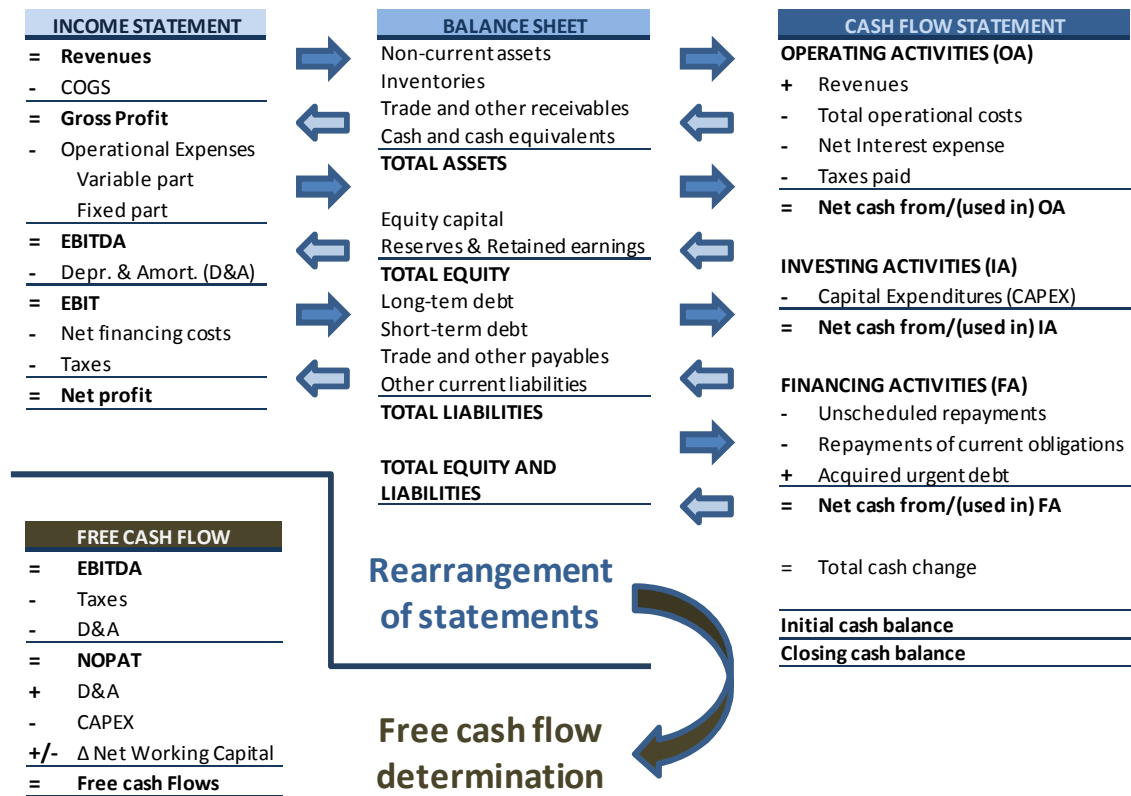 INCOME STATEMENT
= Revenues
- COGS
= Gross Profit
- Operational Expenses
Variable part
Fixed part
= EBITDA
- Depr. & Amort. (D&A)
= EBIT
- Net financing costs
- Taxes
= Net profit
BALANCE SHEET
Non-current assets
Inventories
Trade and other receivables
Cash and cash equivalents
TOTAL ASSETS
Equity capital
Reserves & Retained earnings
TOTAL EQUITY
Long-tem debt
Short-term debt
Trade and other payables
Other current liabilities
TOTAL LIABILITIES
TOTAL EQUITY AND
LIABILITIES
CASH FLOW STATEMENT
OPERATING ACTIVITIES (OA)
+ Revenues
- Total operational costs
- Net Interest expense
- Taxes paid
= Net cash from/(used in) OA
INVESTING ACTIVITIES (IA)
- Capital Expenditures (CAPEX)
= Net cash from/(used in) IA
FINANCING ACTIVITIES (FA)
- Unscheduled repayments
- Repayments of current obligations
+ Acquired urgent debt
= Net cash from/(used in) FA
= Total cash change
Initial cash balance
Closing cash balance
FREE CASH FLOW
= EBITDA
- Taxes
- D&A
= NOPAT
+ D&A
- CAPEX
+/- Δ Net Working Capital
= Free cash Flows
Rearrangement
of statements
Free cash flow
determination